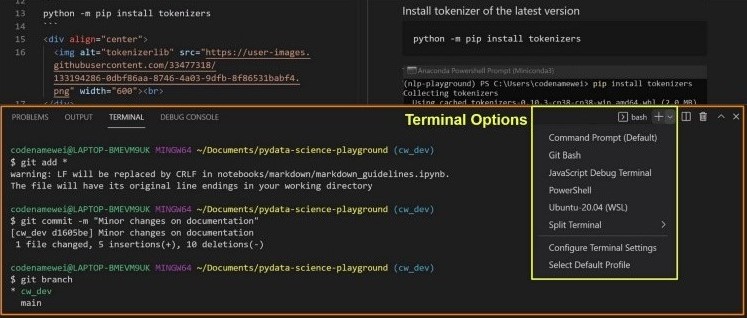 12
13 python -m pip install tokenizers
14 ```
15 <div align="center">
16 <img alt="tokenizerlib" src="https://user-images.
githubusercontent.com/33477318/
133194286-0dbf86aa-8746-4a03-9dfb-8f86531babf4.
png" width="600"><br>
17 </div>
Install tokenizer of the latest version
python -m pip install tokenizers
Anaconda Powershell Prompt (Miniconda3)
(nlp-playground) PS C:\Users\codenamewei> pip install tokenizers
Collecting tokenizers
Using cached tokenizers-0.10.3-cp38-cp38-win_amd64.whl (2.0 MB)
PROBLEMS OUTPUT TERMINAL DEBUG CONSOLE
Terminal Options
bash
codenamewei@LAPTOP-BMEVM9UK MINGW64 ~/Documents/pydata-science-playground (cw_dev)
$ git add *
warning: LF will be replaced by CRLF in notebooks/markdown/markdown_guidelines.ipynb.
The file will have its original line endings in your working directory
codenamewei@LAPTOP-BMEVM9UK MINGW64 ~/Documents/pydata-science-playground (cw_dev)
$ git commit -m "Minor changes on documentation"
[cw_dev d1605be] Minor changes on documentation
1 file changed, 5 insertions(+), 10 deletions(-)
codenamewei@LAPTOP-BMEVM9UK MINGW64 ~/Documents/pydata-science-playground (cw_dev)
$ git branch
* cw_dev
main
Command Prompt (Default)
Git Bash
JavaScript Debug Terminal
PowerShell
Ubuntu-20.04 (WSL)
Split Terminal
Configure Terminal Settings
Select Default Profile